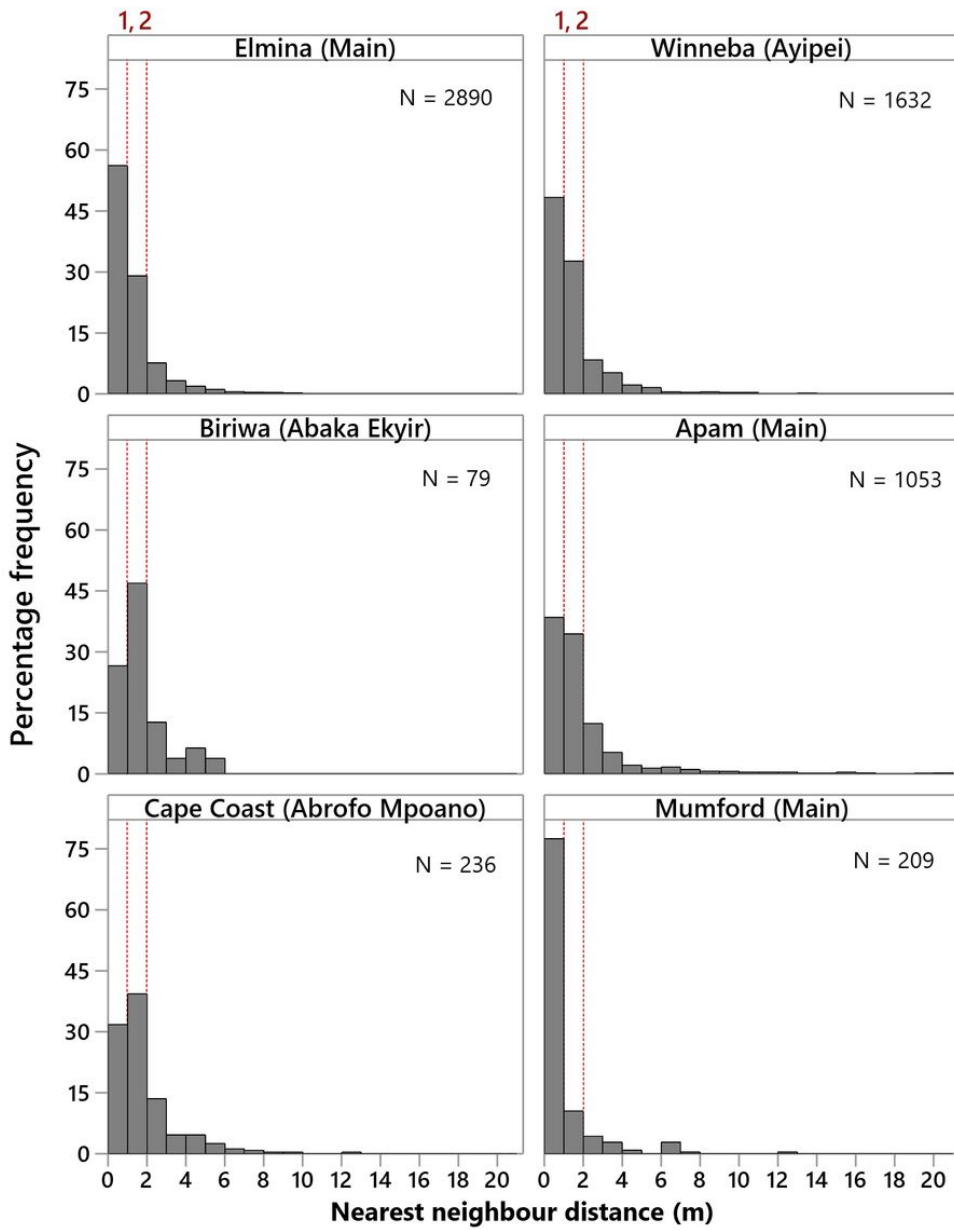 1, 2
1, 2
Elmina (Main)
Winneba (Ayipei)
N = 2890
N = 1632
75
60
45
30
15
0
Biriwa (Abaka Ekyir)
Apam (Main)
N = 79
N = 1053
75
60
45
30
15
0
Percentage frequency
Cape Coast (Abrofo Mpoano)
Mumford (Main)
N = 236
N = 209
75
60
45
30
15
0
0 2 4 6 8 10 12 14 16 18 20
0 2 4 6 8 10 12 14 16 18 20
Nearest neighbour distance (m)